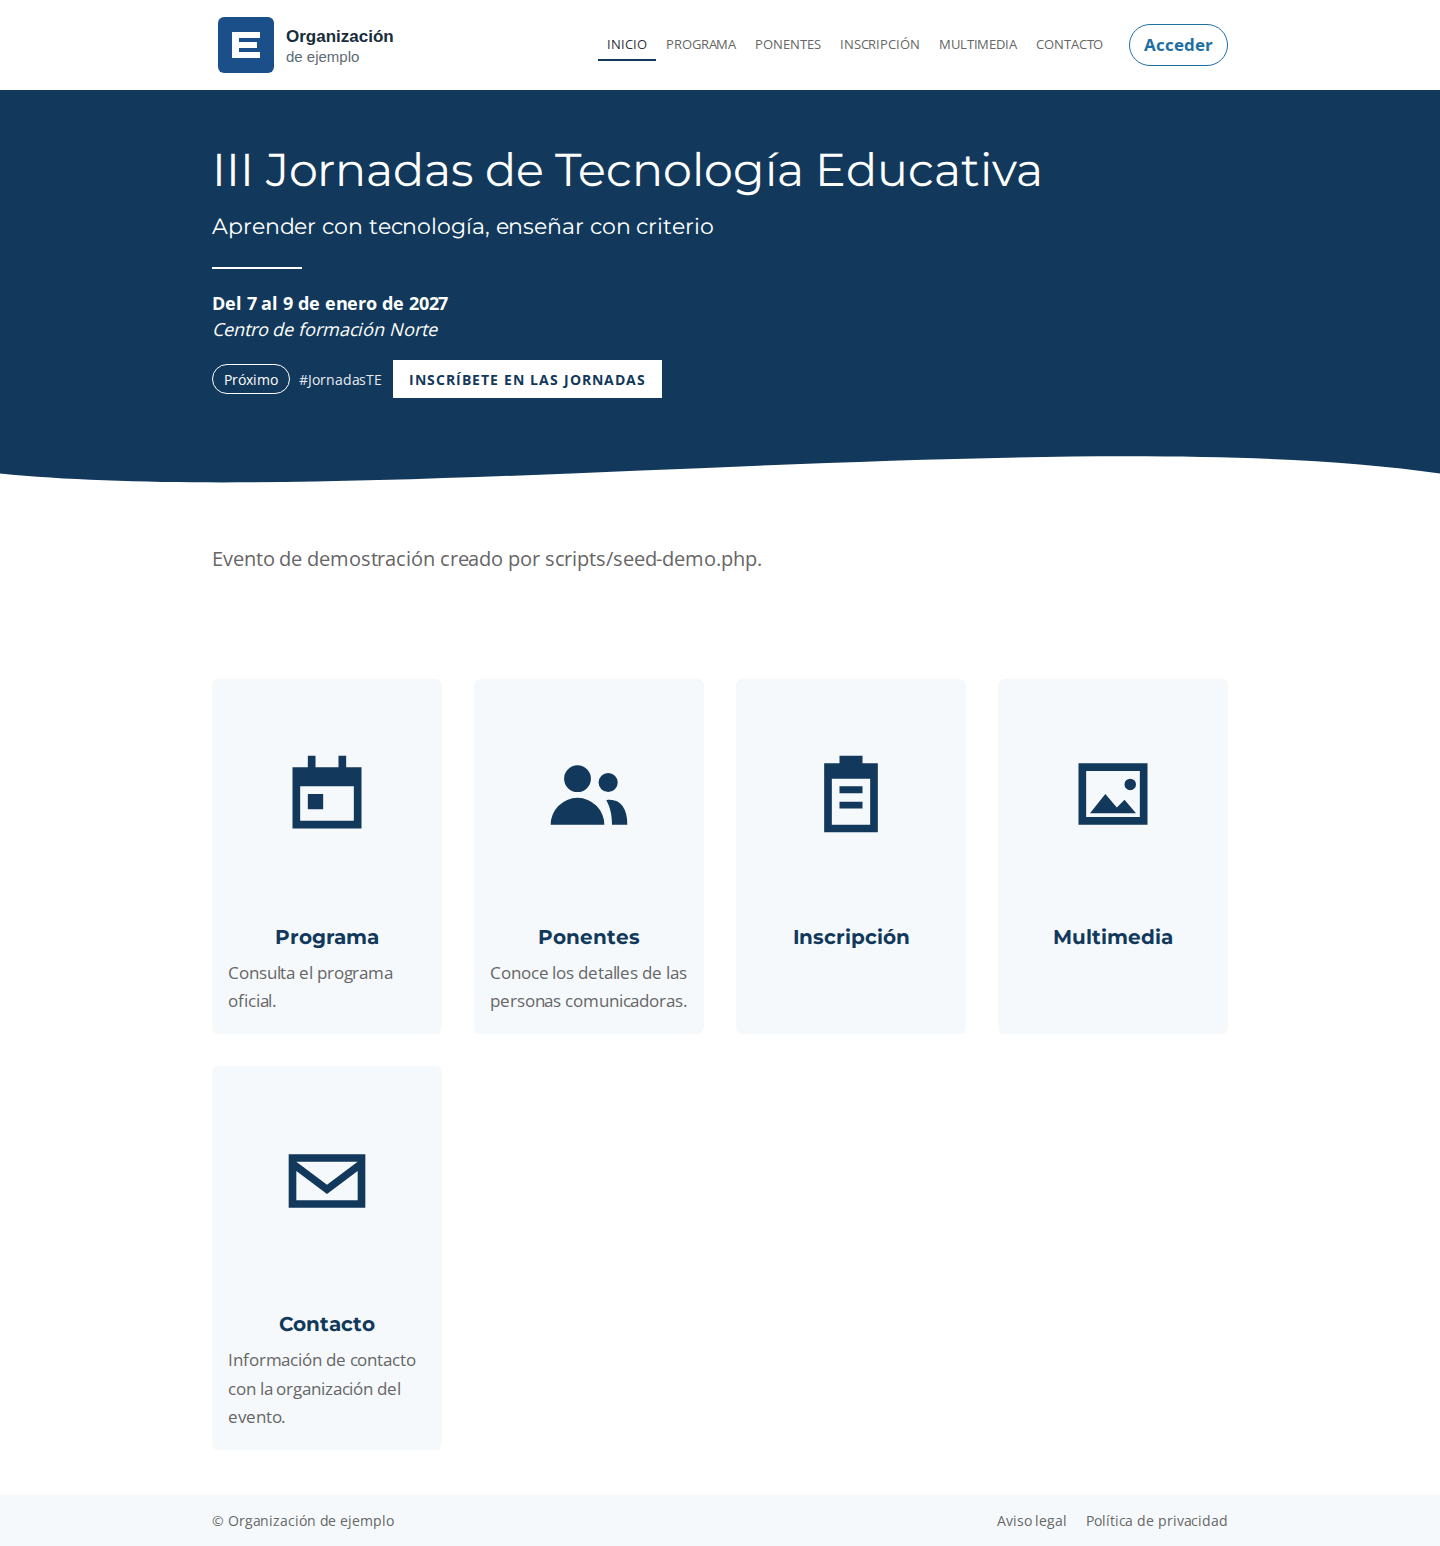 Organización
de ejemplo
INICIO PROGRAMA PONENTES INSCRIPCIÓN MULTIMEDIA CONTACTO Acceder
III Jornadas de Tecnología Educativa
Aprender con tecnología, enseñar con criterio
Del 7 al 9 de enero de 2027
Centro de formación Norte
Próximo #JornadasTE INSCRÍBETE EN LAS JORNADAS
Evento de demostración creado por scripts/seed-demo.php.
Programa
Consulta el programa
oficial.
Ponentes
Conoce los detalles de las
personas comunicadoras.
Inscripción
Multimedia
Contacto
Información de contacto
con la organización del
evento.
© Organización de ejemplo
Aviso legal Política de privacidad